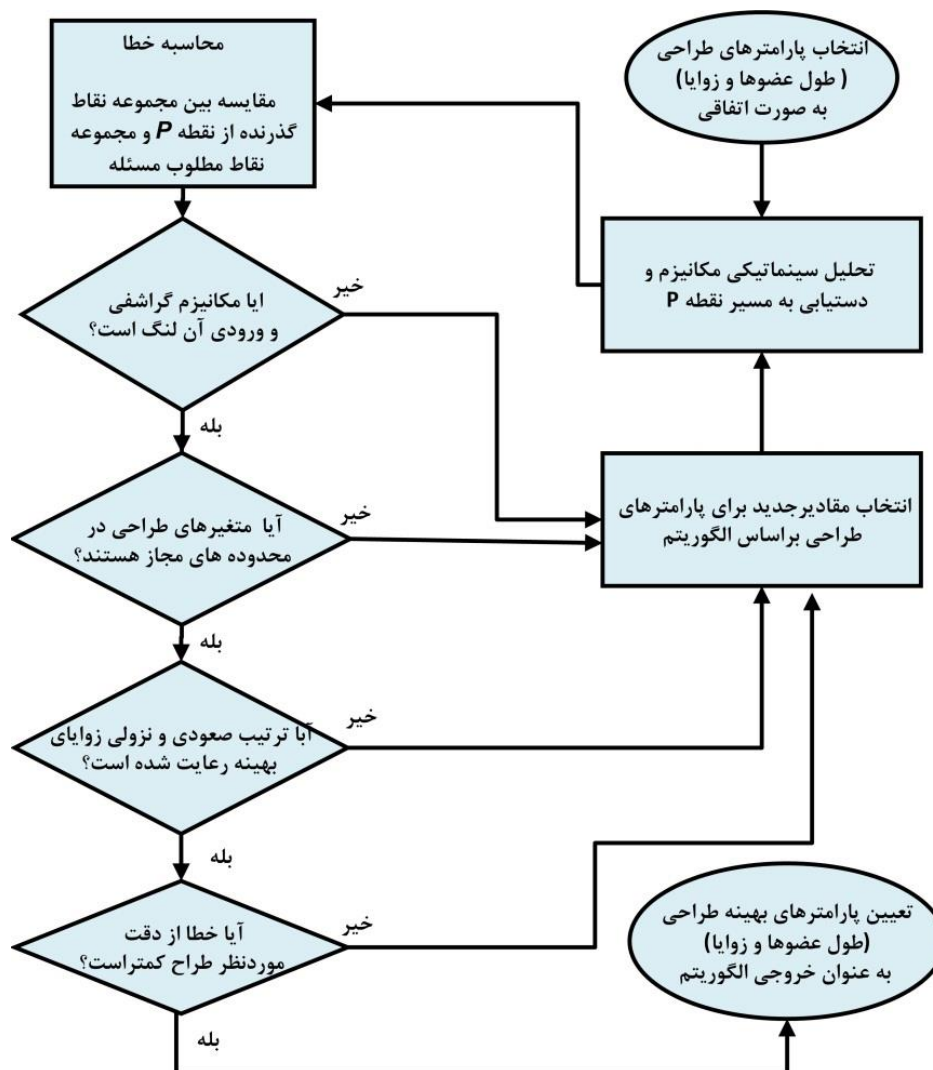 انتخاب پارامترهای طراحی
( طول عضوها و زوایا)
به صورت اتفاقی
تحلیل سینماتیکی مکانیزم و
دستیابی به مسیر نقطه P
محاسبه خطا
مقایسه بین مجموعه نقاط
گذرنده از نقطه P و مجموعه
نقاط مطلوب مسئله
ایا مکانیزم گراشفی
و ورودی آن لنگ است؟
خیر
بله
آیا متغیرهای طراحی در
محدوده های مجاز هستند؟
خیر
بله
انتخاب مقادیرجدید برای پارامترهای
طراحی براساس الگوریتم
آبا ترتیب صعودی و نزولی زوایای
بهینه رعایت شده است؟
خیر
بله
آیا خطا از دقت
موردنظر طراح کمتراست؟
خیر
بله
تعیین پارامترهای بهینه طراحی
(طول عضوها و زوایا)
به عنوان خروجی الگوریتم